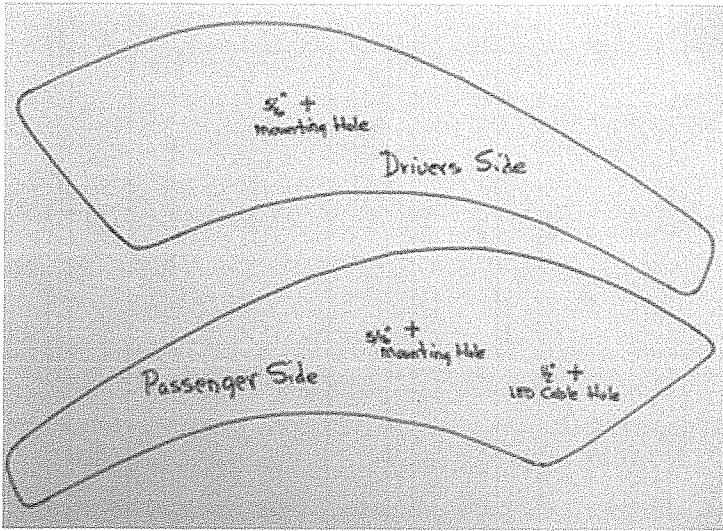 5/16" +
Mounting Hole
Drivers Side
5/16" +
Mounting Hole
Passenger Side
+
LED Cable Hole